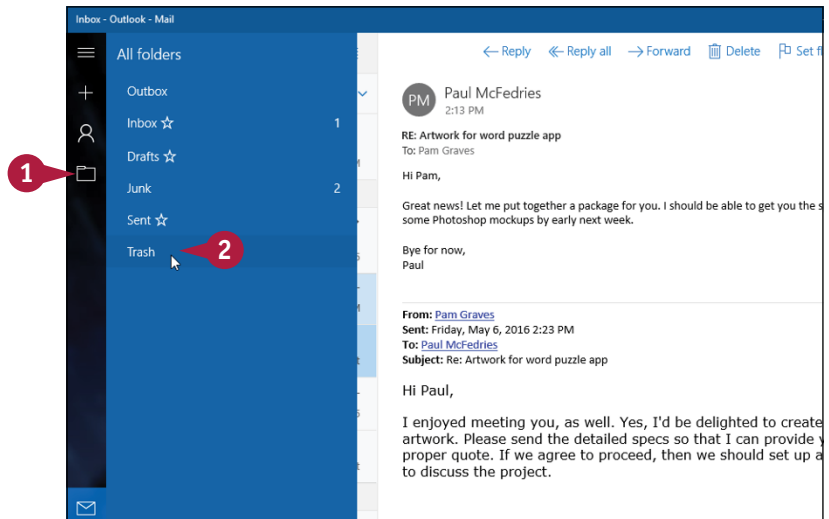 Inbox - Outlook - Mail
All folders
Outbox
Inbox 1
Drafts
Junk 2
Sent
Trash
1
2
Reply Reply all Forward Delete Set
PM
Paul McFedries
2:13 PM
RE: Artwork for word puzzle app
To: Pam Graves
Hi Pam,
Great news! Let me put together a package for you. I should be able to get you the
some Photoshop mockups by early next week.
Bye for now,
Paul
From: Pam Graves
Sent: Friday, May 6, 2016 2:23 PM
To: Paul McFedries
Subject: Re: Artwork for word puzzle app
Hi Paul,
I enjoyed meeting you, as well. Yes, I'd be delighted to create
artwork. Please send the detailed specs so that I can provide
proper quote. If we agree to proceed, then we should set up a
to discuss the project.